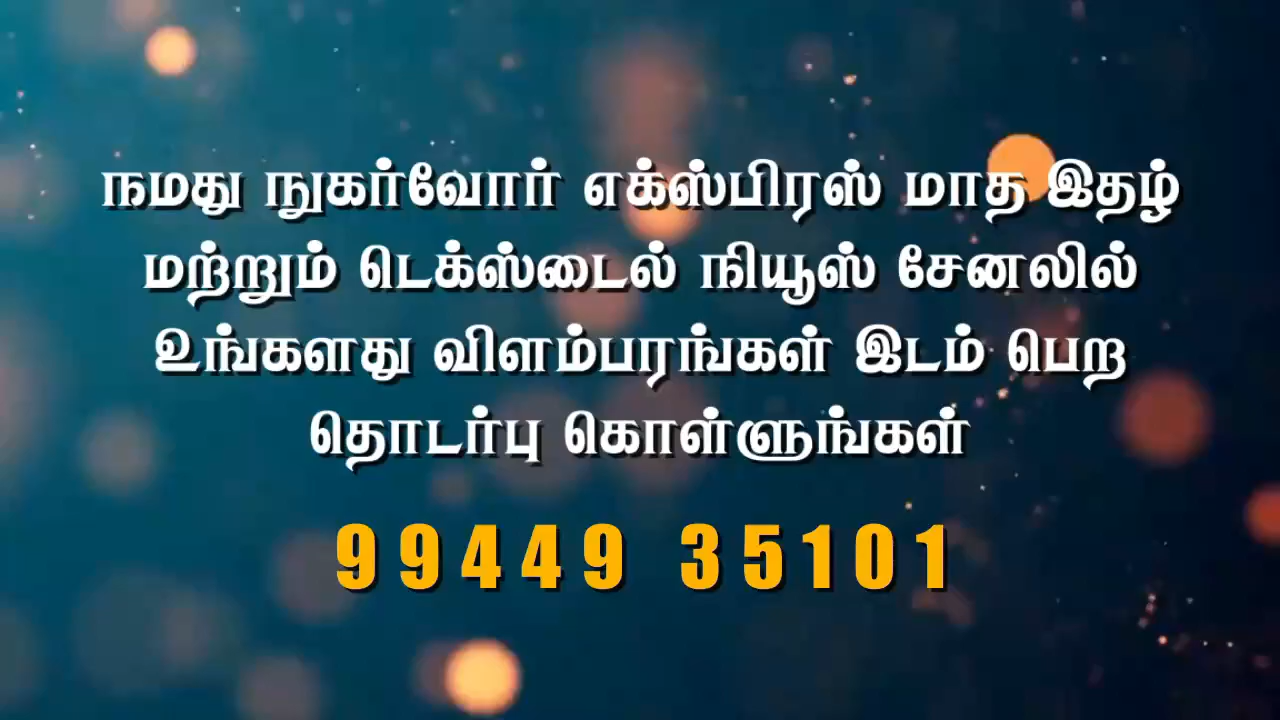 நமது நுகர்வோர் எக்ஸ்பிரஸ் மாத இதழ்
மற்றும் டெக்ஸ்டைல் நியூஸ் சேனலில்
உங்களது விளம்பரங்கள் இடம் பெற
தொடர்பு கொள்ளுங்கள்
99449 35101